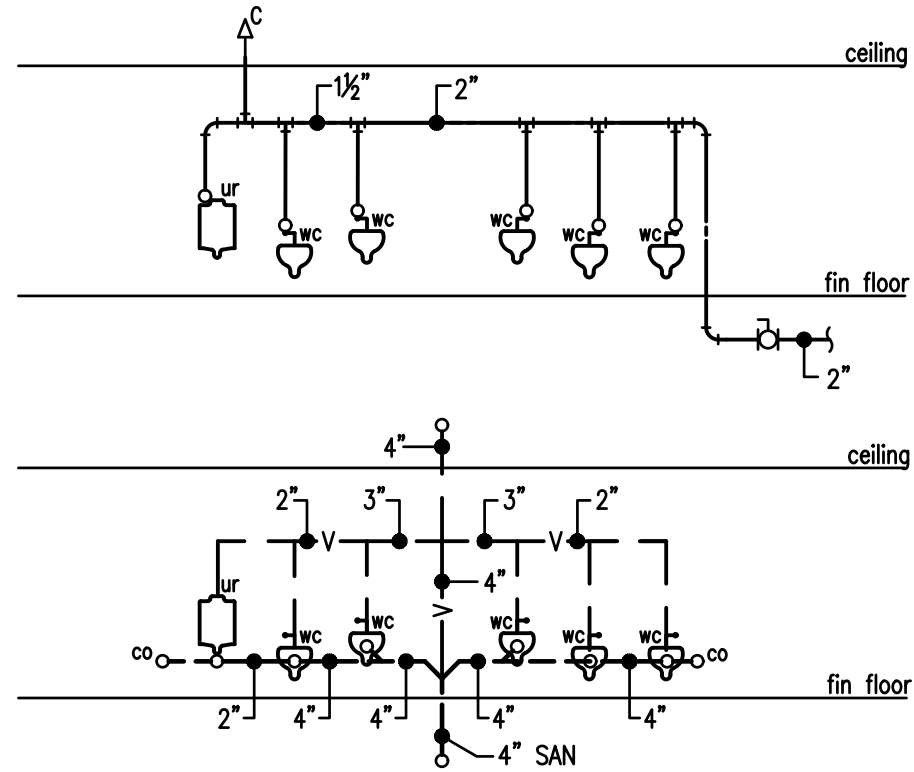 C
ceiling
1½" 2"
ur
wc wc wc wc wc
fin floor
2"
4"
ceiling
2" 3" 3" 2"
V V
4"
ur
V
wc wc wc wc wc
co co
fin floor
2" 4" 4" 4" 4"
4" SAN